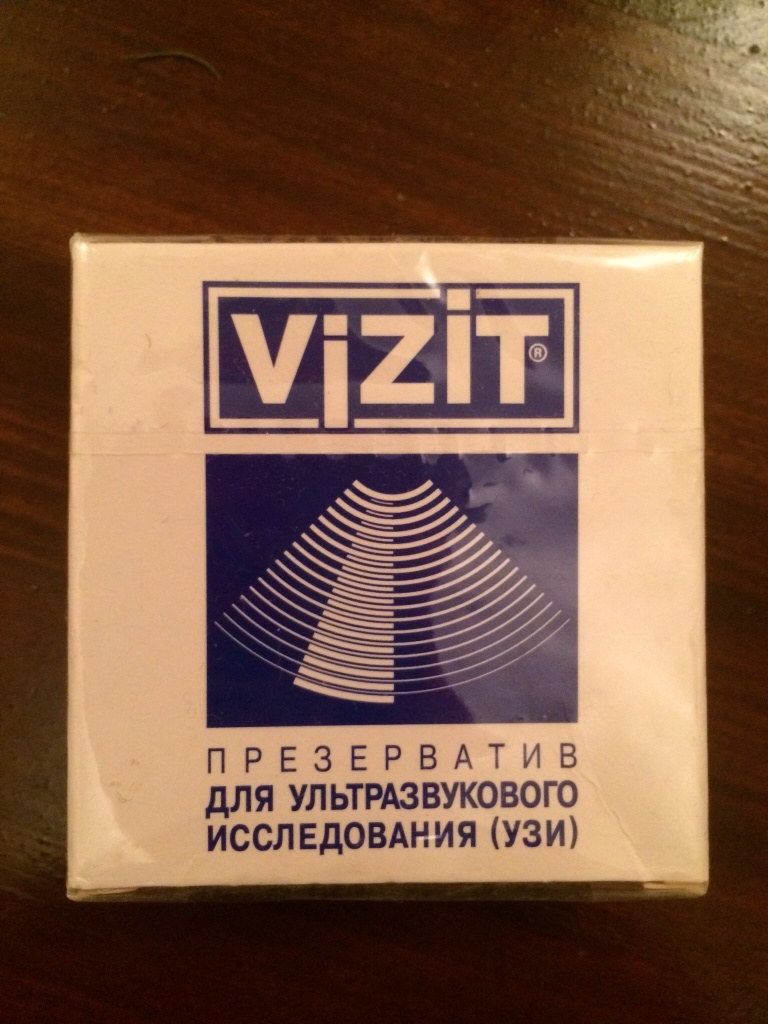 ViZiT®
ПРЕЗЕРВАТИВ
ДЛЯ УЛЬТРАЗВУКОВОГО
ИССЛЕДОВАНИЯ (УЗИ)